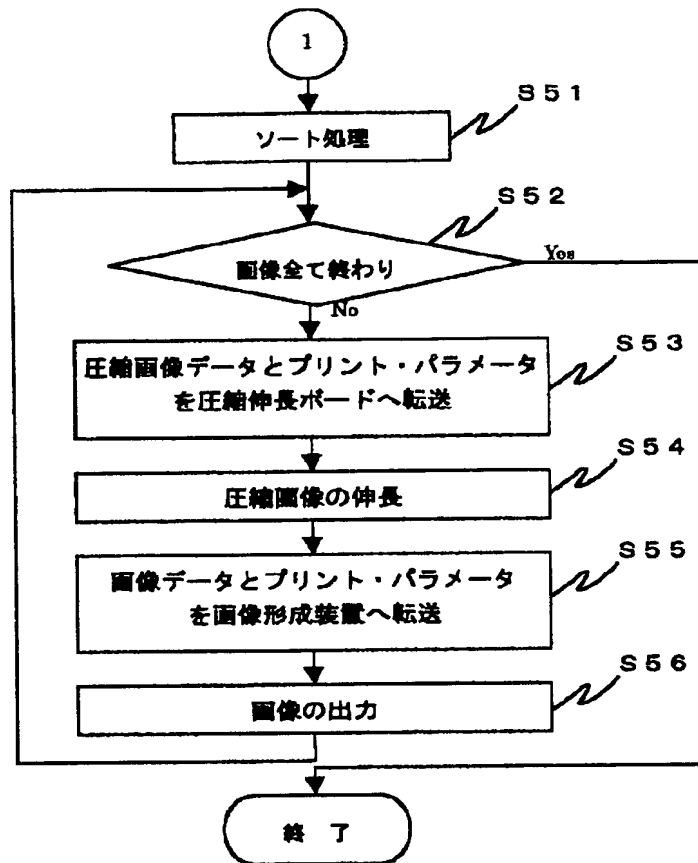 1
S51
ソート処理
S52
画像全て終わり
Yes
No
S53
圧縮画像データとプリント・パラメータ
を圧縮伸長ボードへ転送
S54
圧縮画像の伸長
S55
画像データとプリント・パラメータ
を画像形成装置へ転送
S56
画像の出力
終 了